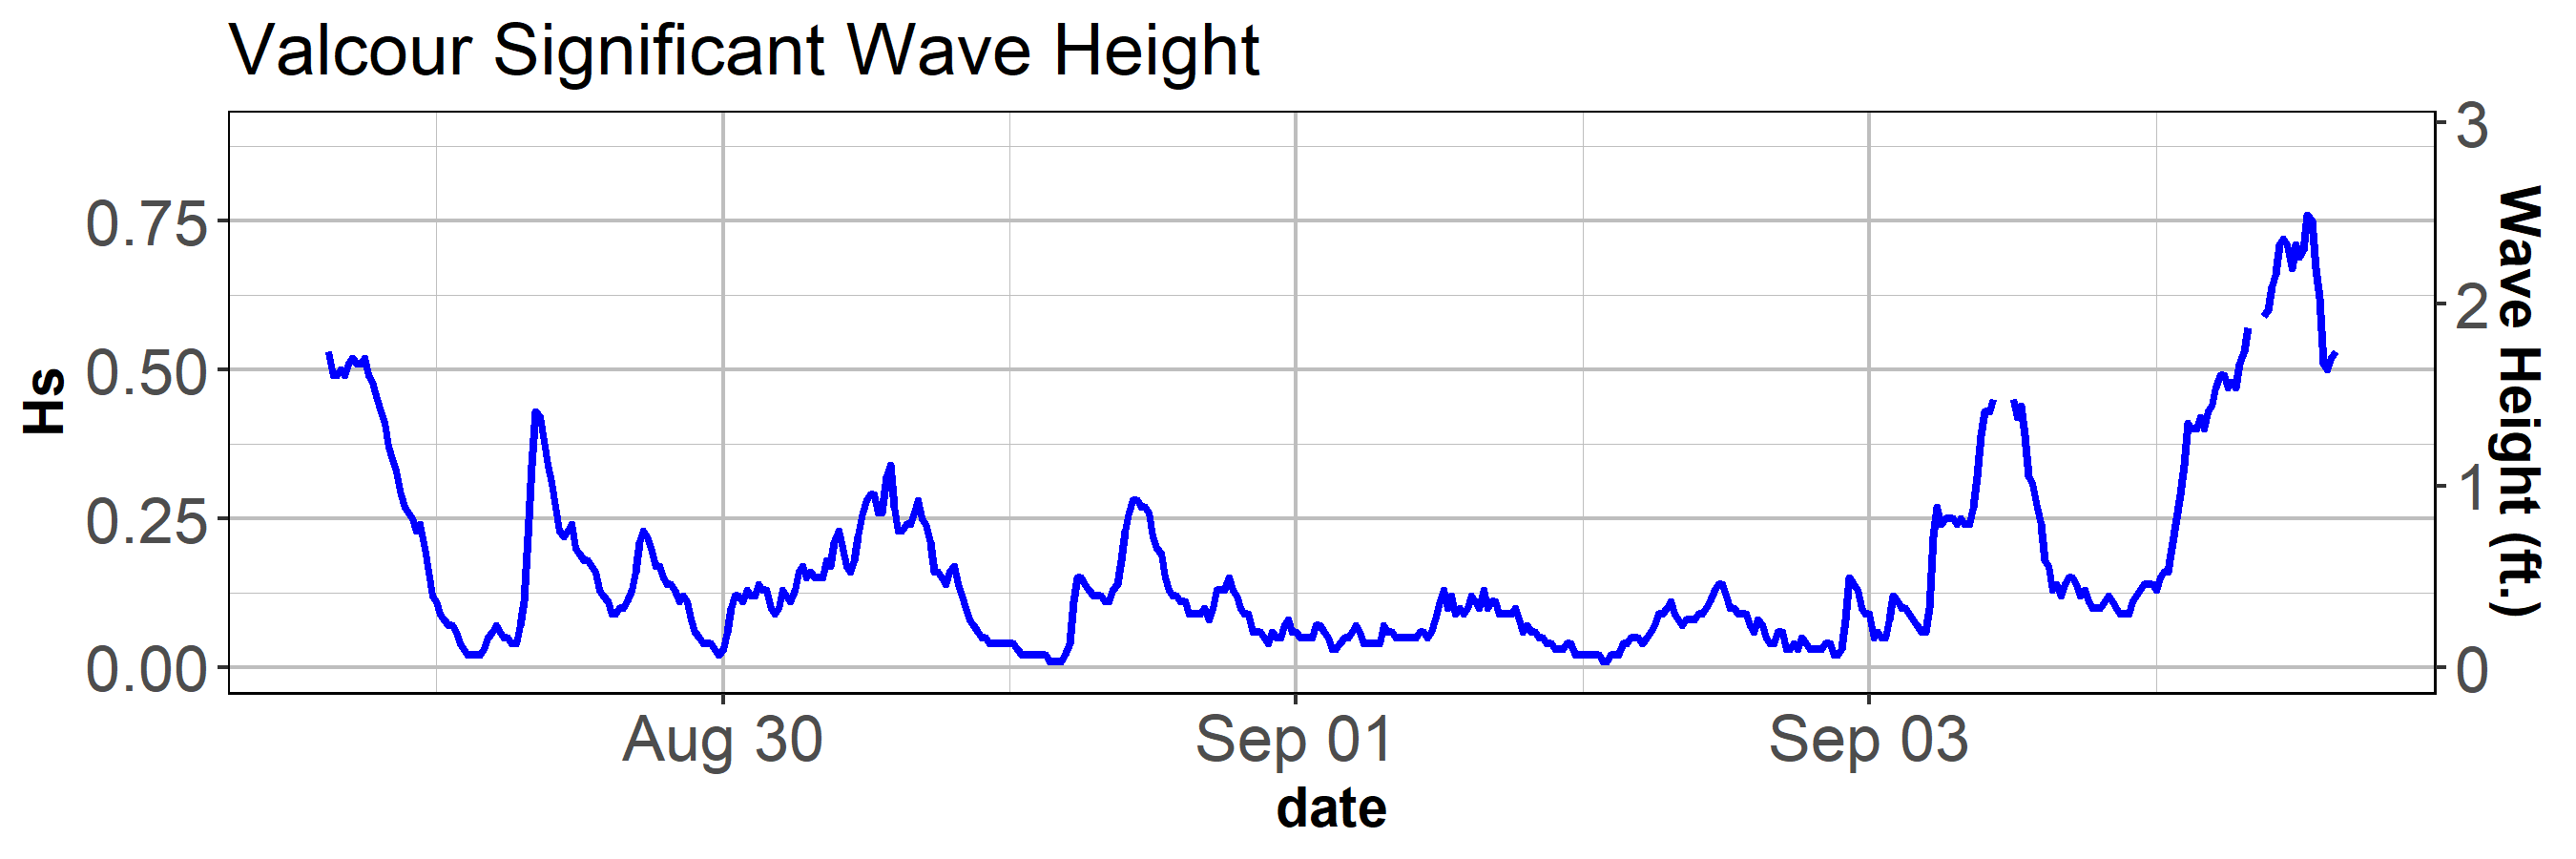 Valcour Significant Wave Height
Hs
0.75
0.50
0.25
0.00
3
2
1
0
Wave Height (ft.)
Aug 30
Sep 01
Sep 03
date